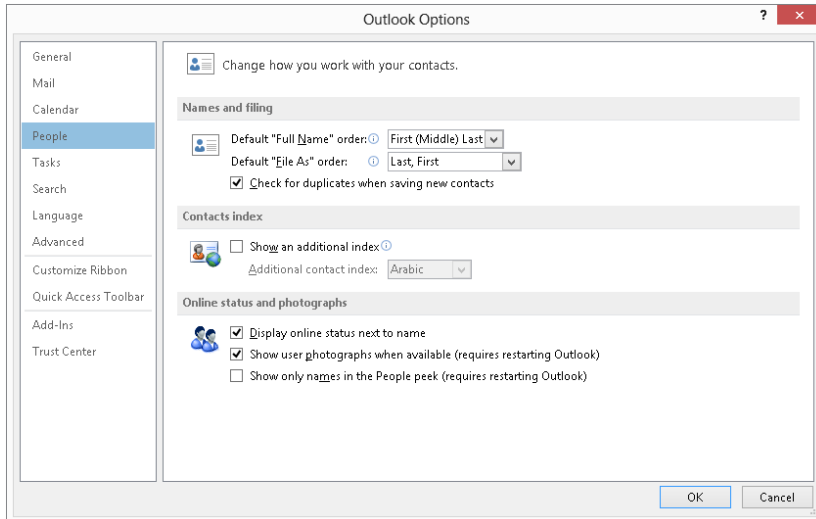 Outlook Options
?
General
Mail
Calendar
People
Tasks
Search
Language
Advanced
Customize Ribbon
Quick Access Toolbar
Add-Ins
Trust Center
Change how you work with your contacts.
Names and filing
Default "Full Name" order: First (Middle) Last
Default "File As" order: Last, First
Check for duplicates when saving new contacts
Contacts index
Show an additional index
Additional contact index: Arabic
Online status and photographs
Display online status next to name
Show user photographs when available (requires restarting Outlook)
Show only names in the People peek (requires restarting Outlook)
OK Cancel